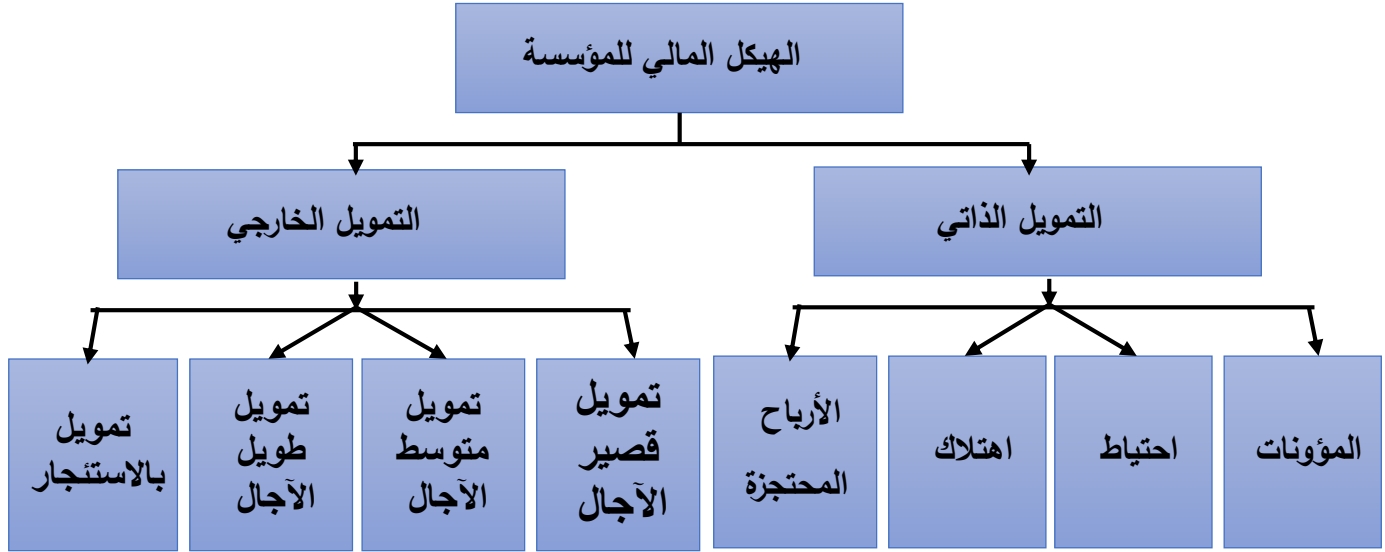 الهيكل المالي للمؤسسة
التمويل الذاتي
التمويل الخارجي
المؤونات
احتياط
اهتلاك
الأرباح
المحتجزة
تمويل
قصير
الآجال
تمويل
متوسط
الآجال
تمويل
طويل
الآجال
تمويل
بالاستئجار